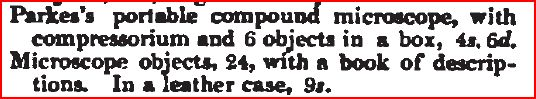 Parkes's portable compound microscope, with
compressorium and 6 objects in a box, 4s. 6d.
Microscope objects, 24, with a book of descrip-
tions. In a leather case, 9s.